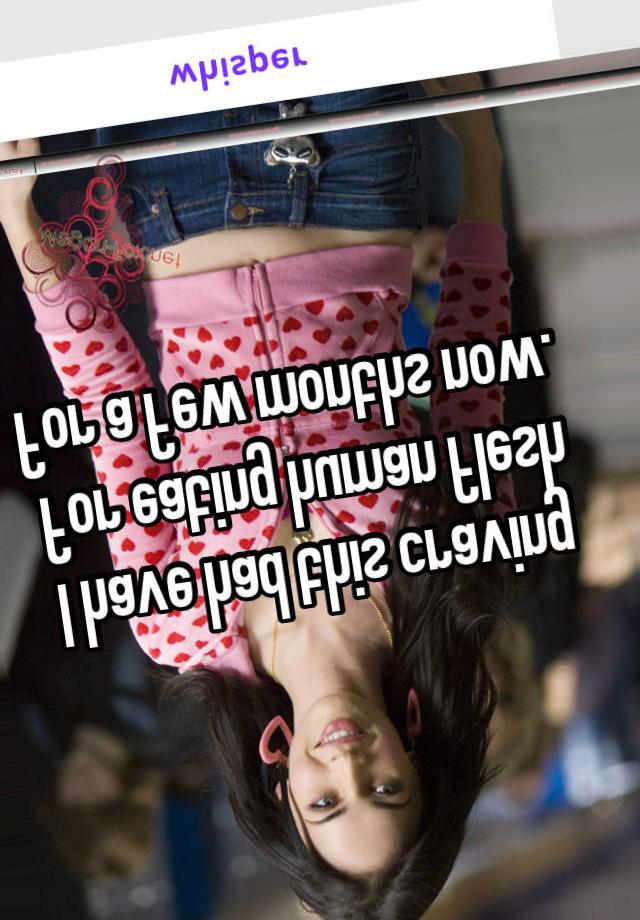 I have had this craving
for eating human flesh
for a few months now.
whisper